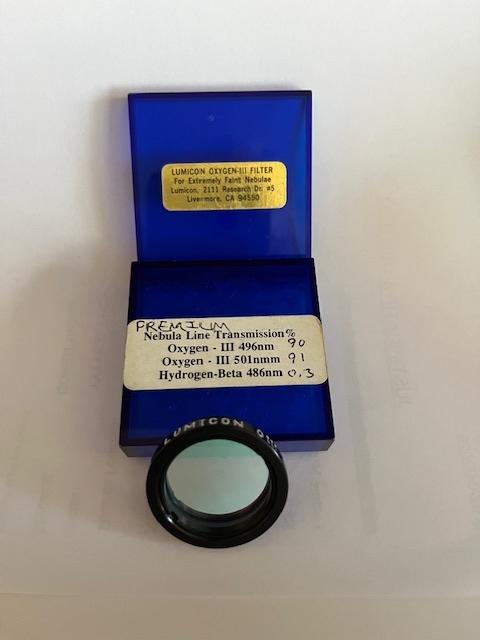 LUMICON OXYGEN-III FILTER
For Extremely Faint Nebulae
Lumicon, 2111 Research Dr. #5
Livermore, CA 94550
PREMIUM
Nebula Line Transmission%
Oxygen - III 496nm 90
Oxygen - III 501nmm 91
Hydrogen-Beta 486nm 0.3
LUMICON